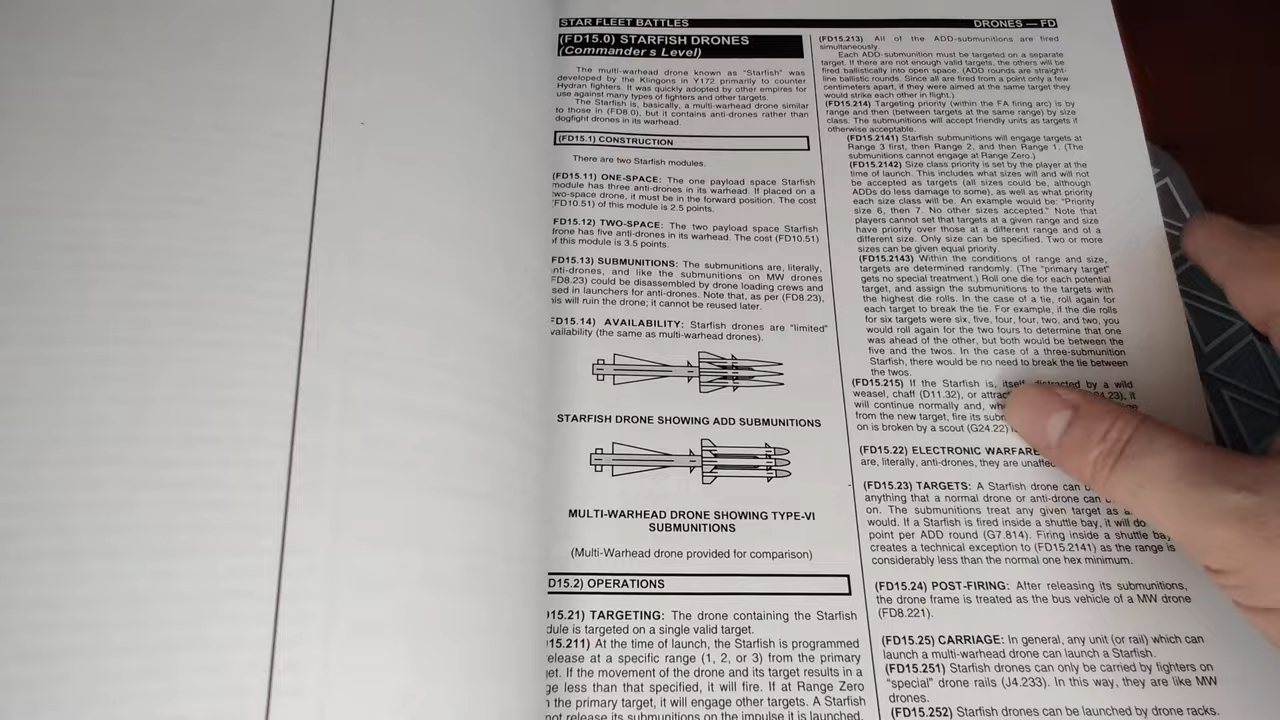 STAR FLEET BATTLES
DRONES — FD
(FD15.0) STARFISH DRONES
(Commander s Level)
The multi-warhead drone known as "Starfish" was
developed by the Klingons in Y172 primarily to counter
Hydran fighters. It was quickly adopted by other empires for
use against many types of fighters and other targets.
The Starfish is, basically, a multi-warhead drone similar
to those in (FD8.0), but it contains anti-drones rather than
dogfight drones in its warhead.
(FD15.1) CONSTRUCTION
There are two Starfish modules.
(FD15.11) ONE-SPACE: The one payload space Starfish
module has three anti-drones in its warhead. If placed on a
two-space drone, it must be in the forward position. The cost
(FD10.51) of this module is 2.5 points.
FD15.12) TWO-SPACE: The two payload space Starfish
drone has five anti-drones in its warhead. The cost (FD10.51)
of this module is 3.5 points.
FD15.13) SUBMUNITIONS: The submunitions are, literally,
nti-drones, and like the submunitions on MW drones
FD8.23) could be disassembled by drone loading crews and
sed in launchers for anti-drones. Note that, as per (FD8.23),
is will ruin the drone; it cannot be reused later.
FD15.14) AVAILABILITY: Starfish drones are "limited"
vailability (the same as multi-warhead drones).
STARFISH DRONE SHOWING ADD SUBMUNITIONS
MULTI-WARHEAD DRONE SHOWING TYPE-VI
SUBMUNITIONS
(Multi-Warhead drone provided for comparison)
D15.2) OPERATIONS
15.21) TARGETING: The drone containing the Starfish
dule is targeted on a single valid target.
15.211) At the time of launch, the Starfish is programmed
elease at a specific range (1, 2, or 3) from the primary
et. If the movement of the drone and its target results in a
ge less than that specified, it will fire. If at Range Zero
the primary target, it will engage other targets. A Starfish
not release its submunitions on the impulse it is launched.
(FD15.213) All of the ADD-submunitions are fired
simultaneously.
Each ADD-submunition must be targeted on a separate
target. If there are not enough valid targets, the others will be
fired ballistically into open space. (ADD rounds are straight-
line ballistic rounds. Since all are fired from a point only a few
centimeters apart, if they were aimed at the same target they
would strike each other in flight.)
(FD15.214) Targeting priority (within the FA firing arc) is by
range and then (between targets at the same range) by size
class. The submunitions will accept friendly units as targets if
otherwise acceptable.
(FD15.2141) Starfish submunitions will engage targets at
Range 3 first, then Range 2, and then Range 1. (The
submunitions cannot engage at Range Zero.)
(FD15.2142) Size class priority is set by the player at the
time of launch. This includes what sizes will and will not
be accepted as targets (all sizes could be, although
ADDs do less damage to some), as well as what priority
each size class will be. An example would be: "Priority
size 6, then 7. No other sizes accepted." Note that
players cannot set that targets at a given range and size
have priority over those at a different range and of a
different size. Only size can be specified. Two or more
sizes can be given equal priority.
(FD15.2143) Within the conditions of range and size,
targets are determined randomly. (The "primary target"
gets no special treatment.) Roll one die for each potential
target, and assign the submunitions to the targets with
the highest die rolls. In the case of a tie, roll again for
each target to break the tie. For example, if the die rolls
for six targets were six, five, four, four, two, and two, you
would roll again for the two fours to determine that one
was ahead of the other, but both would be between the
five and the twos. In the case of a three-submunition
Starfish, there would be no need to break the tie between
the twos.
(FD15.215) If the Starfish is, itself, distracted by a wild
weasel, chaff (D11.32), or 4.23), it
will continue normally and,
from the new target, fire its
on is broken by a scout (G24.22)
(FD15.22) ELECTRONIC WARFARE
are, literally, anti-drones, they are
(FD15.23) TARGETS: A Starfish drone can
anything that a normal drone or anti-drone can
on. The submunitions treat any given target as
would. If a Starfish is fired inside a shuttle bay, it will do
point per ADD round (G7.814). Firing inside a shuttle bay
creates a technical exception to (FD15.2141) as the range is
considerably less than the normal one hex minimum.
(FD15.24) POST-FIRING: After releasing its submunitions,
the drone frame is treated as the bus vehicle of a MW drone
(FD8.221).
(FD15.25) CARRIAGE: In general, any unit (or rail) which can
launch a multi-warhead drone can launch a Starfish.
(FD15.251) Starfish drones can only be carried by fighters on
"special" drone rails (J4.233). In this way, they are like MW
drones.
(FD15.252) Starfish drones can be launched by drone racks.